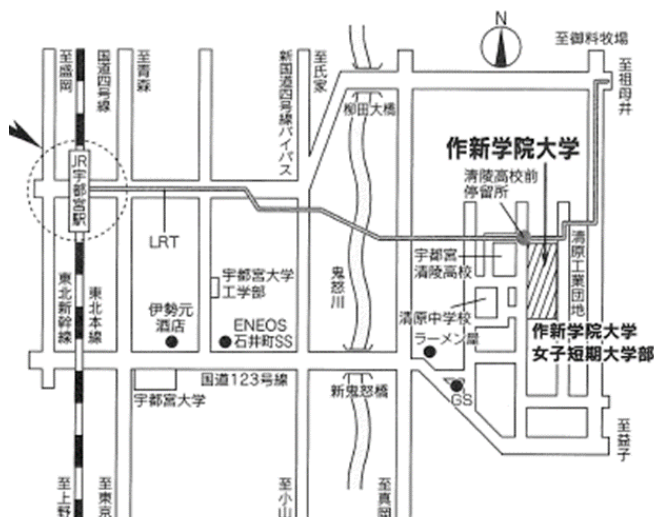 N
至御料牧場
至盛岡
国道四号線
至青森
新国道四号線バイパス
至氏家
至祖母井
柳田大橋
作新学院大学
JR宇都宮駅
清陵高校前
停留所
LRT
宇都宮大学
工学部
鬼怒川
宇都宮
清陵高校
清原工業団地
東北新幹線
東北本線
伊勢元
酒店
ENEOS
石井町SS
清原中学校
ラーメン屋
作新学院大学
女子短期大学部
国道123号線
宇都宮大学
新鬼怒橋
GS
至益子
至上野
至東京
至小山
至真岡